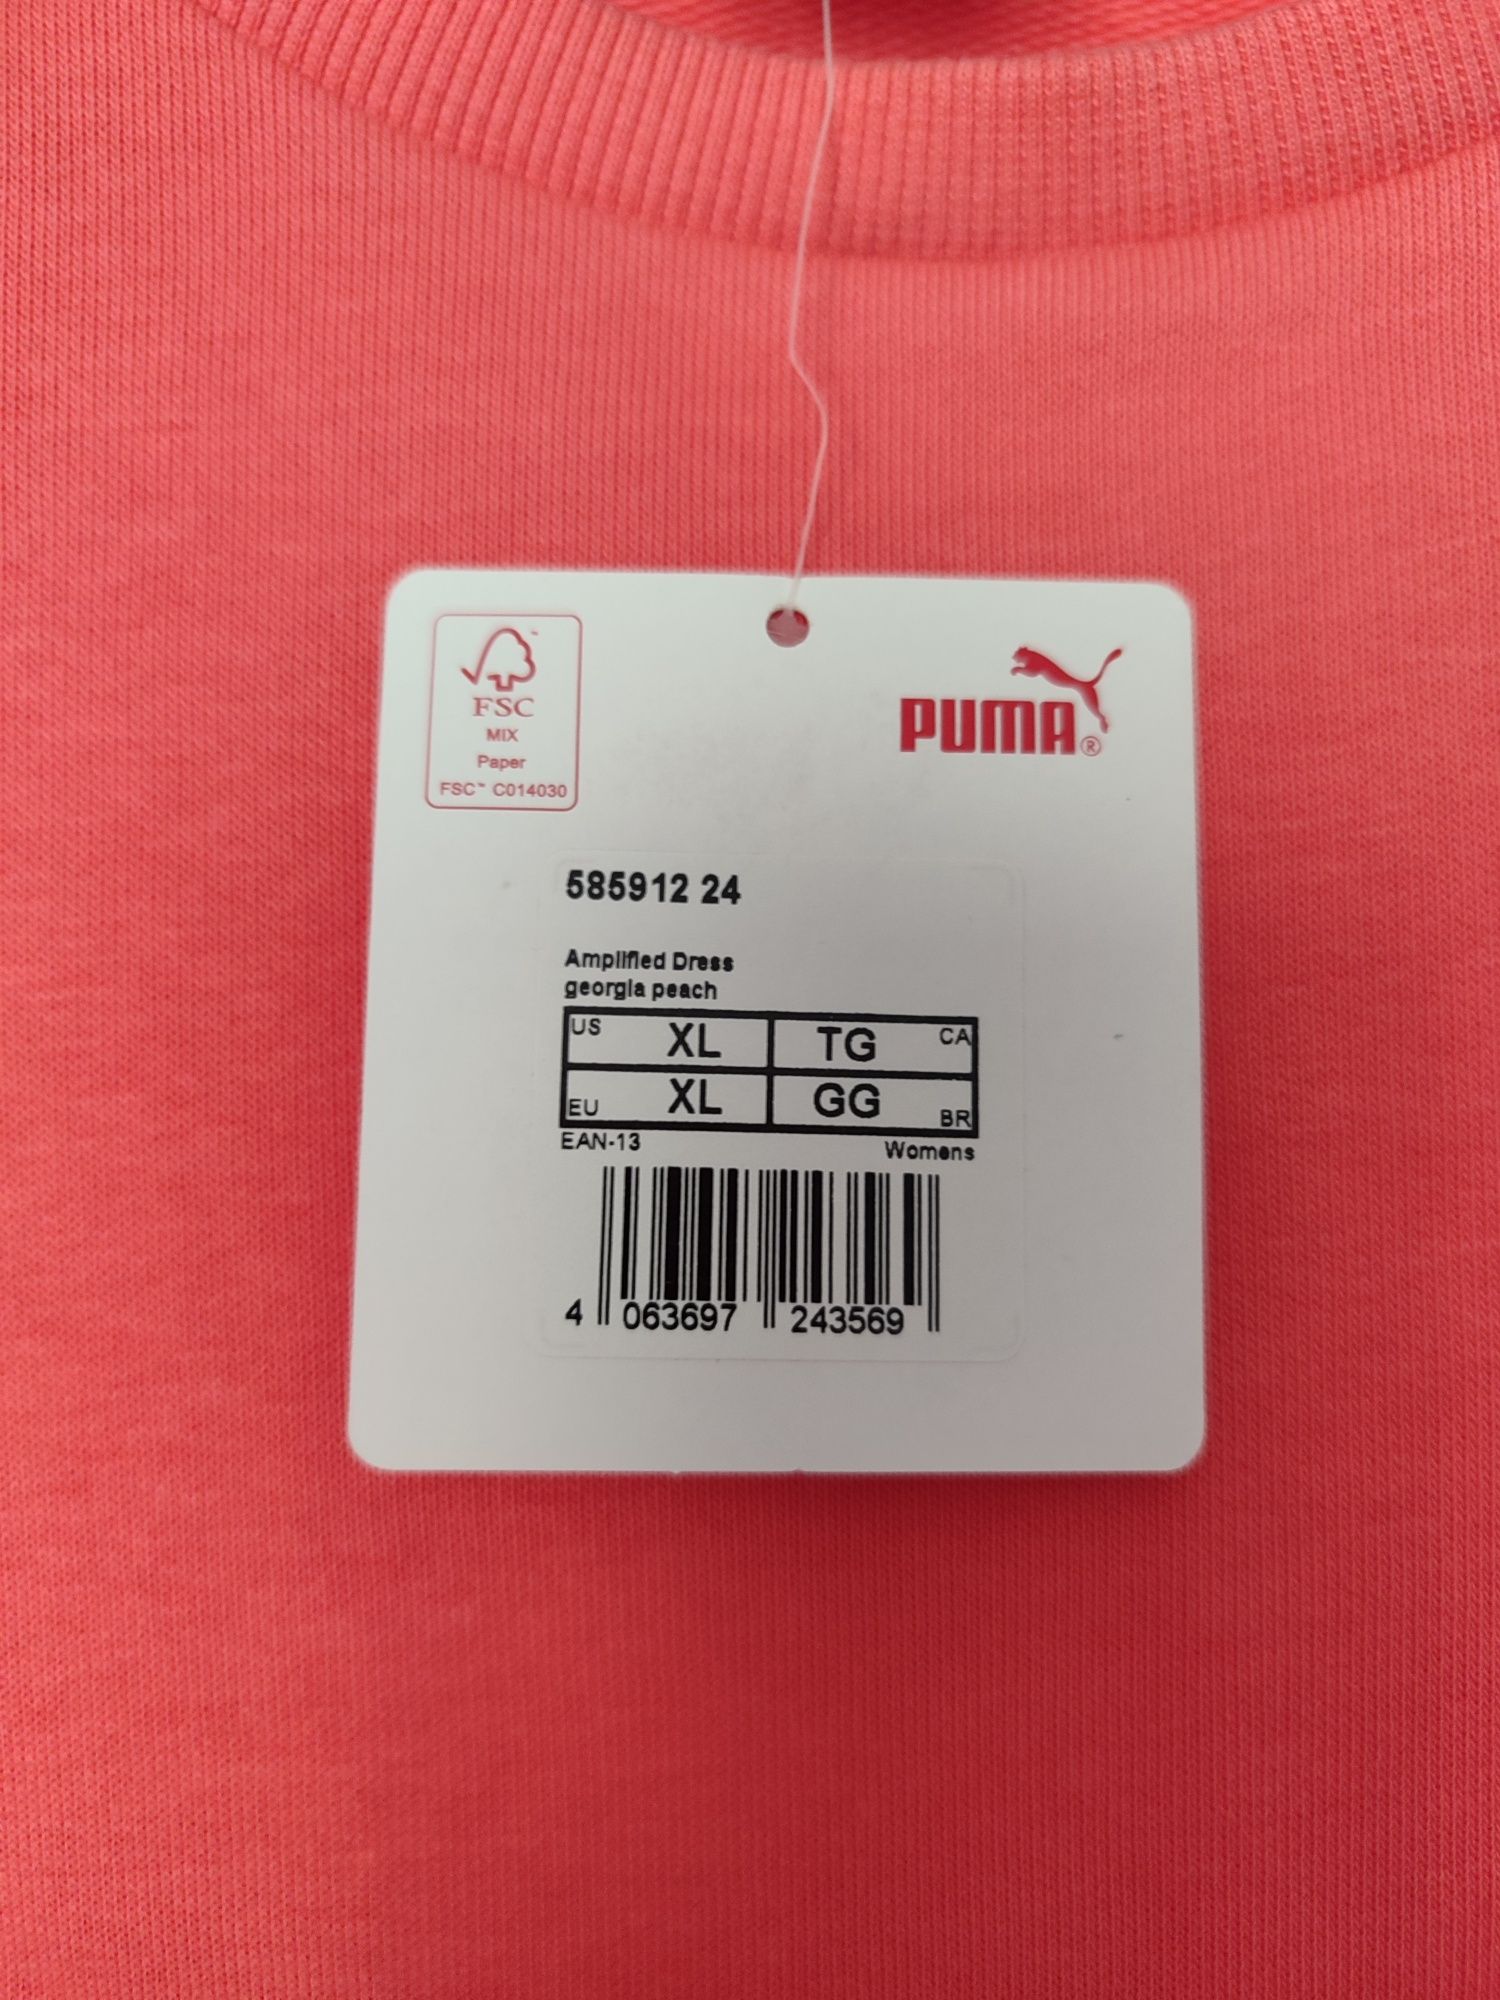 FSC
MIX
Paper
FSC™ C014030
PUMA®
585912 24
Amplified Dress
georgia peach
US XL TG CA
EU XL GG BR
EAN-13 Womens
4 063697 243569